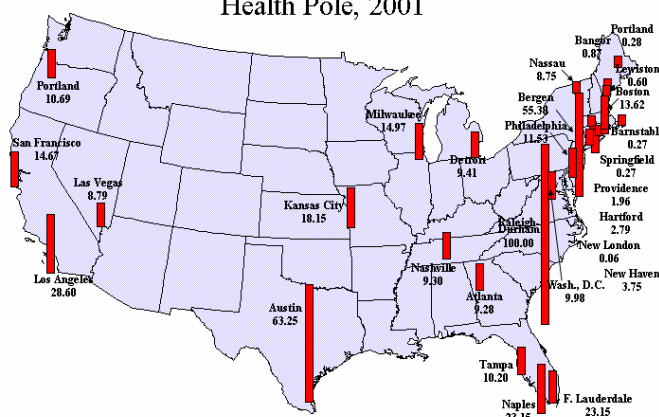 Health Pole, 2001
Portland
0.28
Bangor
0.87
Lewiston
0.60
Nassau
8.75
Boston
13.62
Bergen
55.38
Barnstabl
0.27
Philadelphia
11.53
Springfield
0.27
Providence
1.96
Hartford
2.79
New London
0.06
New Haven
3.75
Wash., D.C.
9.98
Portland
10.69
San Francisco
14.67
Las Vegas
8.79
Los Angeles
28.60
Milwaukee
14.97
Detroit
9.41
Kansas City
18.15
Raleigh-
Durham
100.00
Nashville
9.30
Atlanta
9.28
Austin
63.25
Tampa
10.20
Naples
23.15
F. Lauderdale
23.15